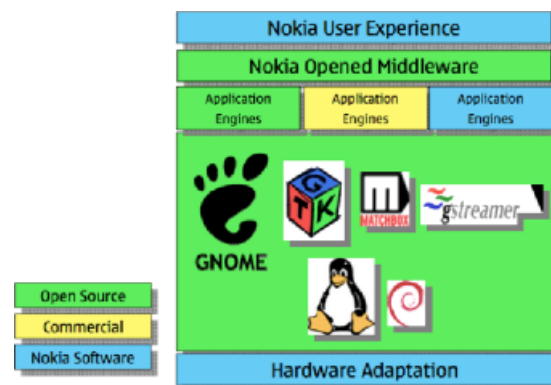 Nokia User Experience
Nokia Opened Middleware
Application
Engines
Application
Engines
Application
Engines
GTK
MATCHBOX
gstreamer
GNOME
Open Source
Commercial
Nokia Software
Hardware Adaptation